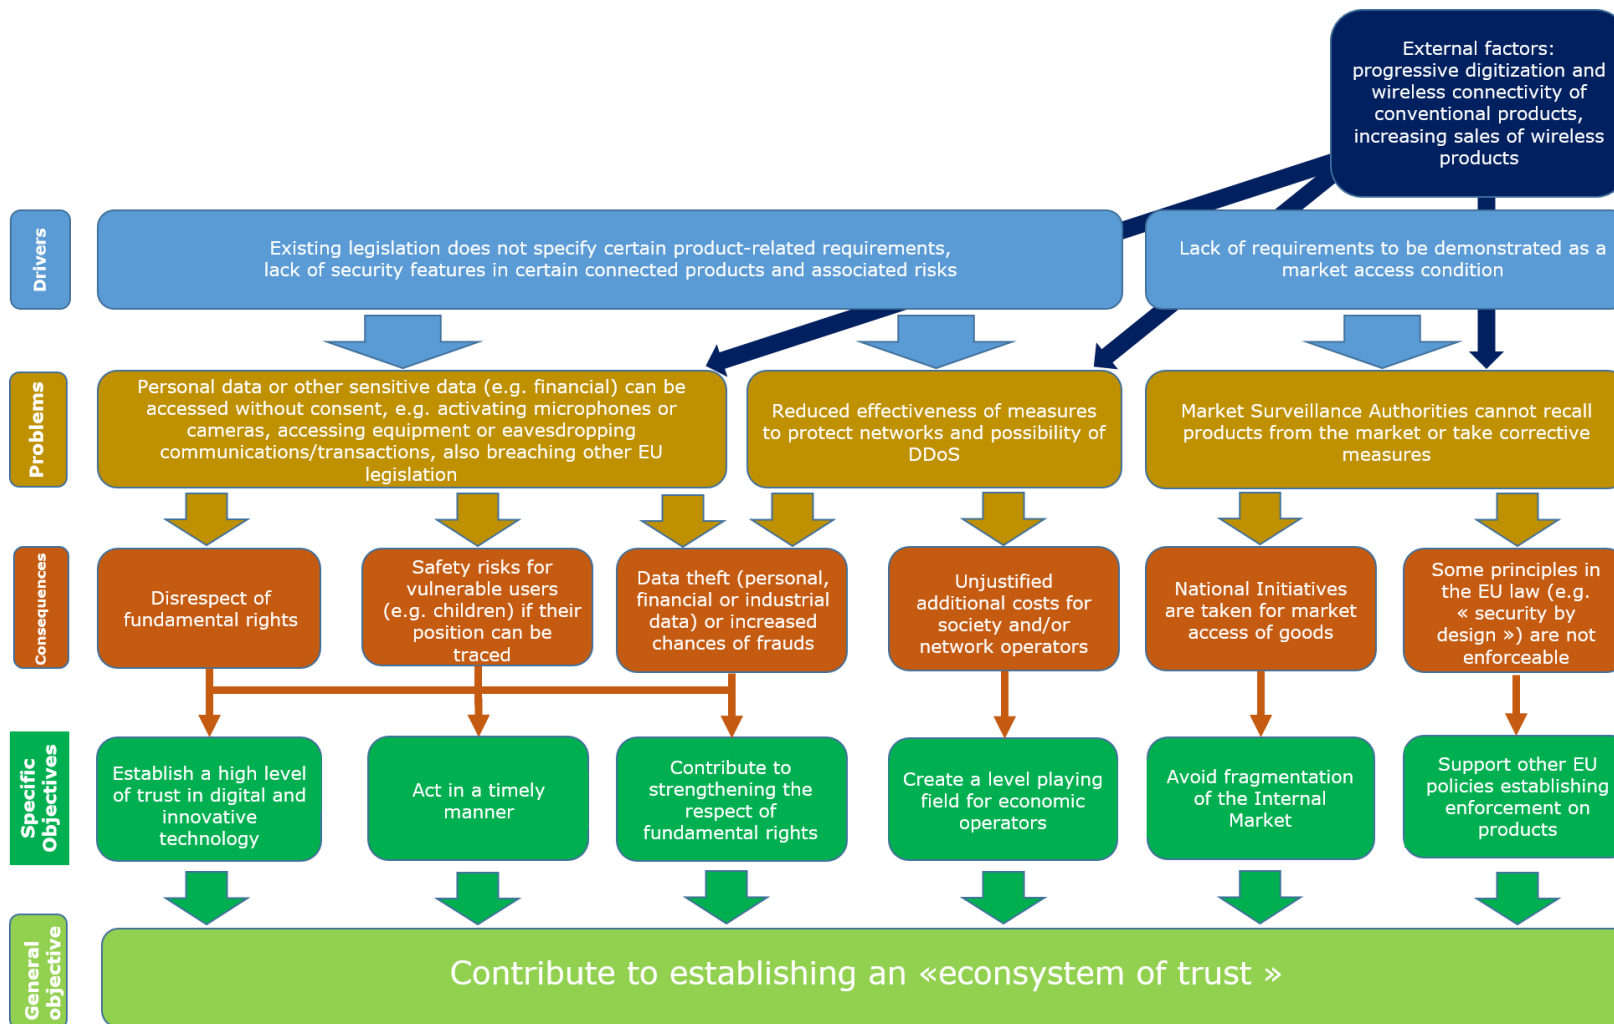 External factors:
progressive digitization and
wireless connectivity of
conventional products,
increasing sales of wireless
products
Drivers
Existing legislation does not specify certain product-related requirements,
lack of security features in certain connected products and associated risks
Lack of requirements to be demonstrated as a
market access condition
Problems
Personal data or other sensitive data (e.g. financial) can be
accessed without consent, e.g. activating microphones or
cameras, accessing equipment or eavesdropping
communications/transactions, also breaching other EU
legislation
Reduced effectiveness of measures
to protect networks and possibility of
DDoS
Market Surveillance Authorities cannot recall
products from the market or take corrective
measures
Consequences
Disrespect of
fundamental rights
Safety risks for
vulnerable users
(e.g. children) if their
position can be
traced
Data theft (personal,
financial or industrial
data) or increased
chances of frauds
Unjustified
additional costs for
society and/or
network operators
National Initiatives
are taken for market
access of goods
Some principles in
the EU law (e.g.
« security by
design ») are not
enforceable
Specific
Objectives
Establish a high level
of trust in digital and
innovative
technology
Act in a timely
manner
Contribute to
strengthening the
respect of
fundamental rights
Create a level playing
field for economic
operators
Avoid fragmentation
of the Internal
Market
Support other EU
policies establishing
enforcement on
products
General
objective
Contribute to establishing an «econsystem of trust »